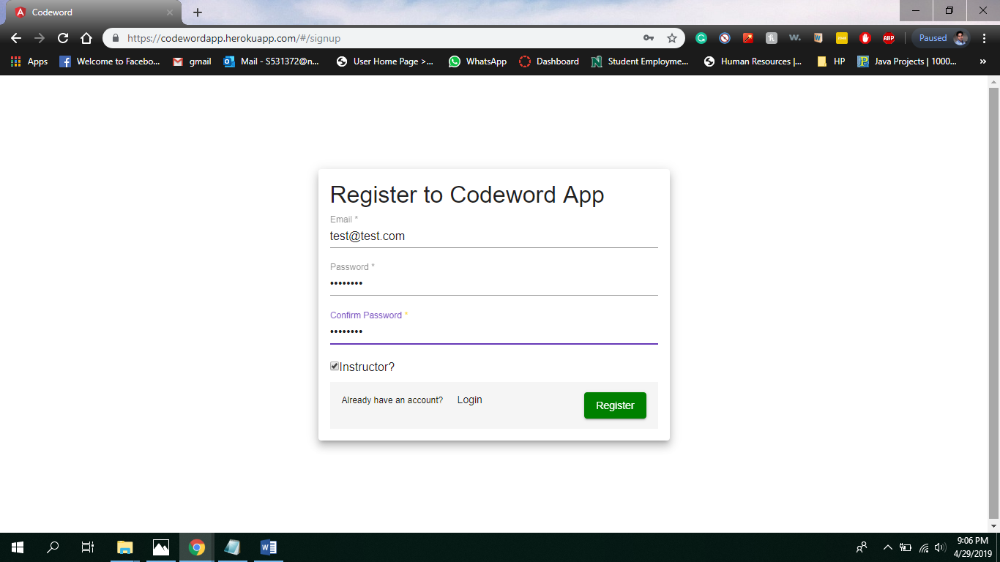 Codeword
https://codewordapp.herokuapp.com/#/signup
Paused
Apps
Welcome to Facebo...
gmail
Mail - S531372@n...
User Home Page >...
WhatsApp
Dashboard
Student Employme...
Human Resources |...
HP
Java Projects | 1000...
»
Register to Codeword App
Email *
test@test.com
Password *
••••••••
Confirm Password *
••••••••
Instructor?
Already have an account? Login
Register
9:06 PM
4/29/2019